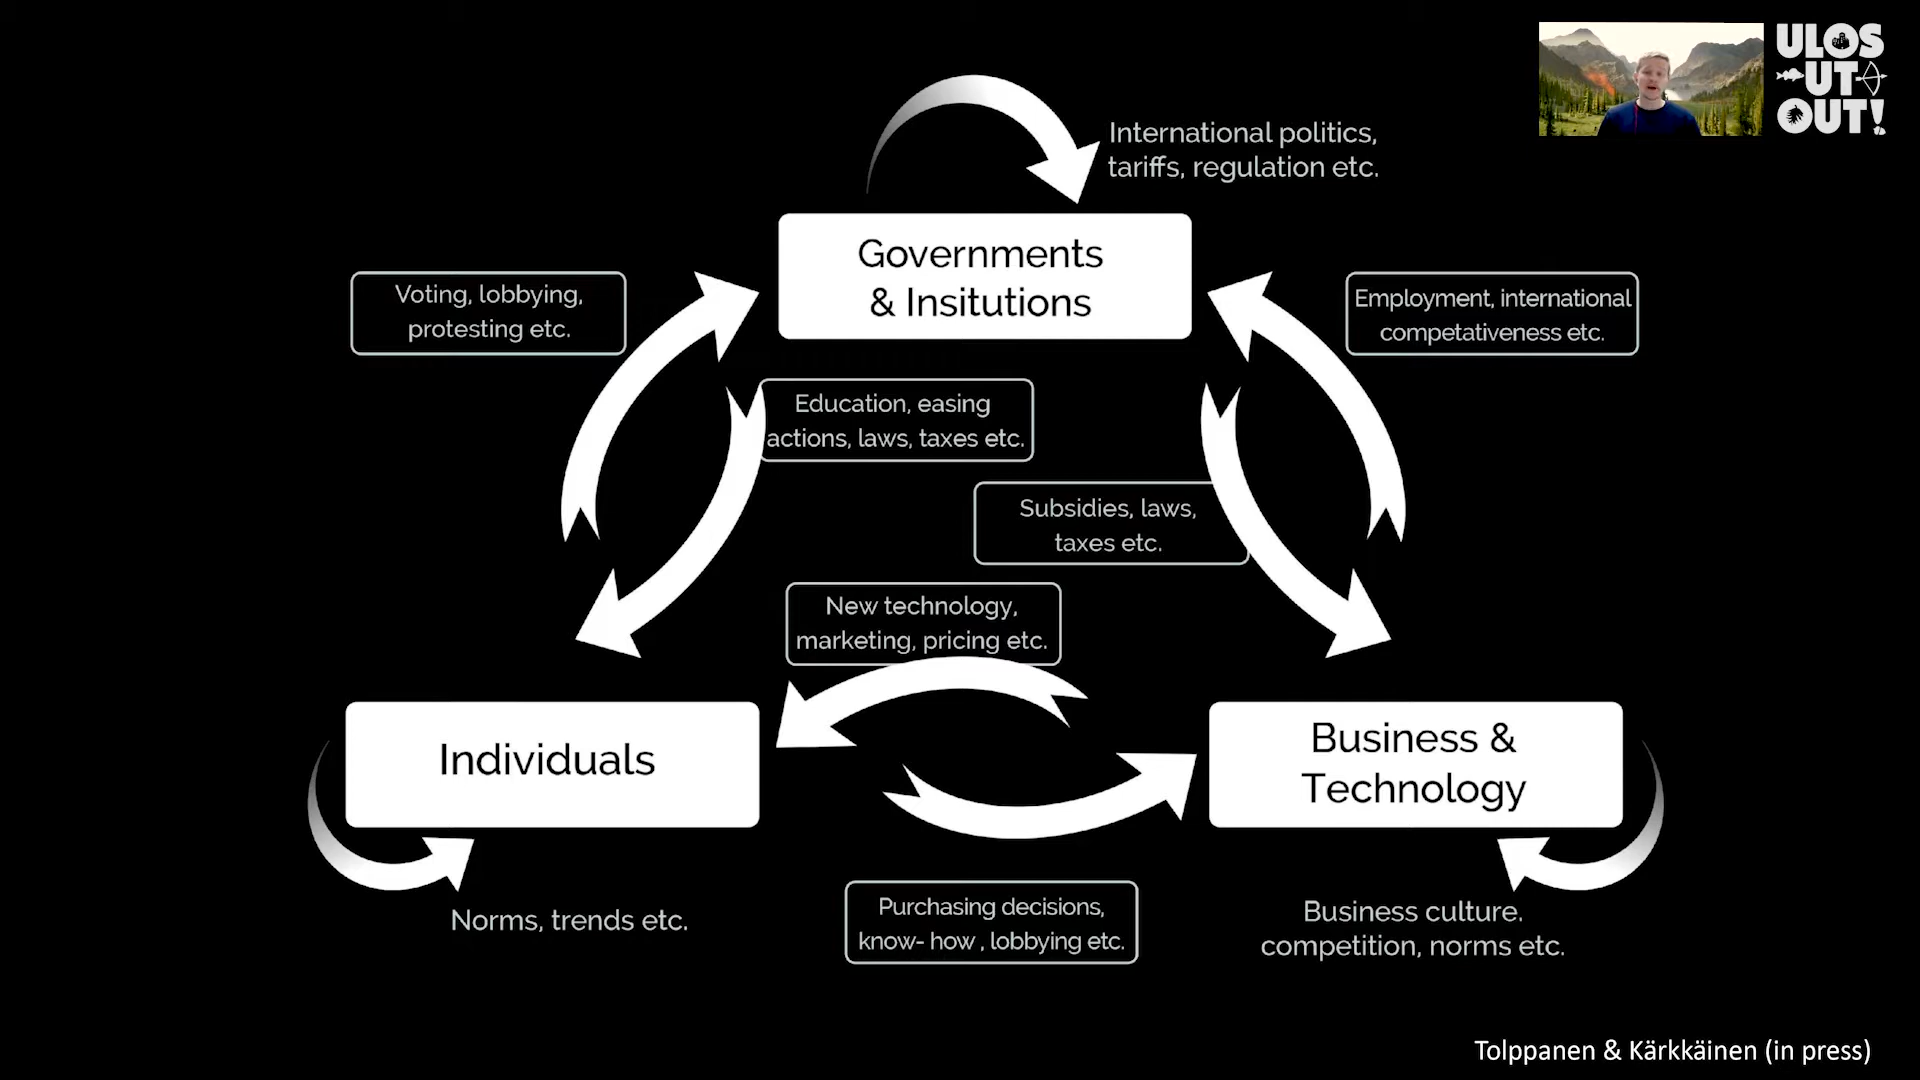 ULOS
UT
OUT!
International politics,
tariffs, regulation etc.
Governments
& Insitutions
Voting, lobbying,
protesting etc.
Employment, international
competativeness etc.
Education, easing
actions, laws, taxes etc.
Subsidies, laws,
taxes etc.
New technology,
marketing, pricing etc.
Individuals
Business &
Technology
Norms, trends etc.
Purchasing decisions,
know- how , lobbying etc.
Business culture.
competition, norms etc.
Tolppanen & Kärkkäinen (in press)